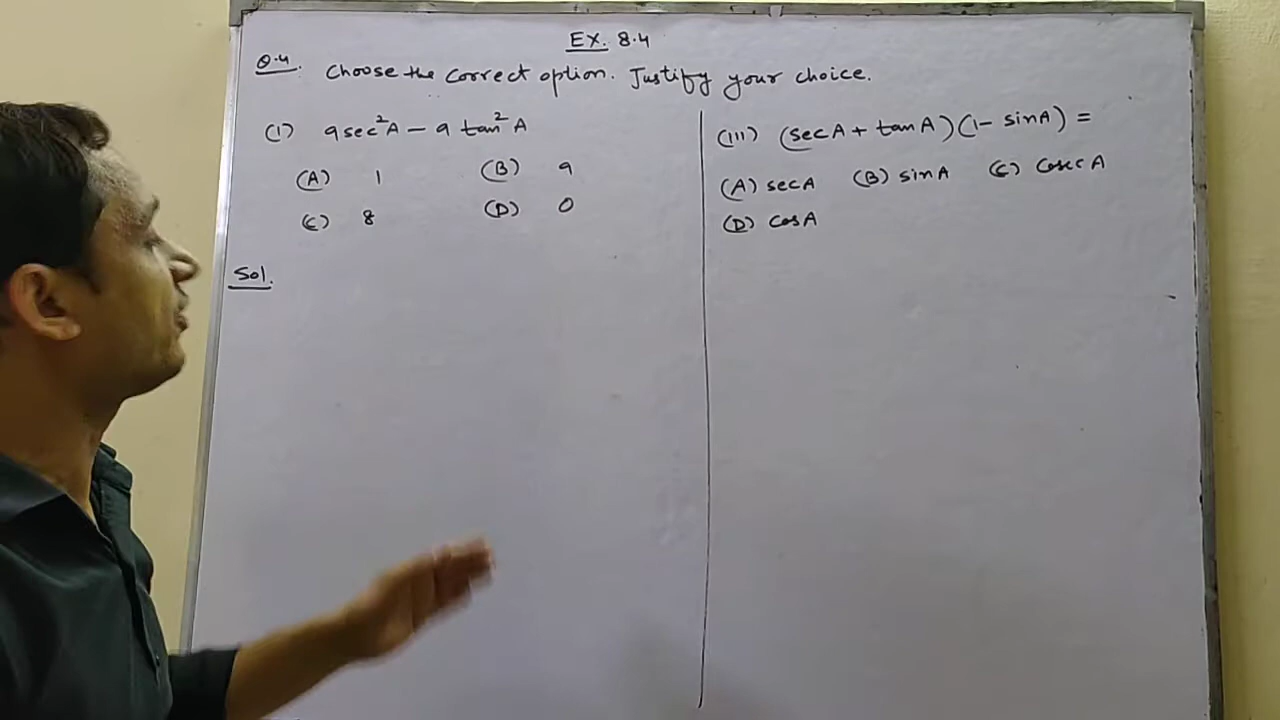 EX. 8.4
Q.4. Choose the correct option. Justify your choice.
(i) 9 sec²A - 9 tan²A
(A) 1 (B) 9
(C) 8 (D) 0
Sol.
(iii) (sec A + tan A)(1 - sin A) =
(A) sec A (B) sin A (C) cosec A
(D) cos A